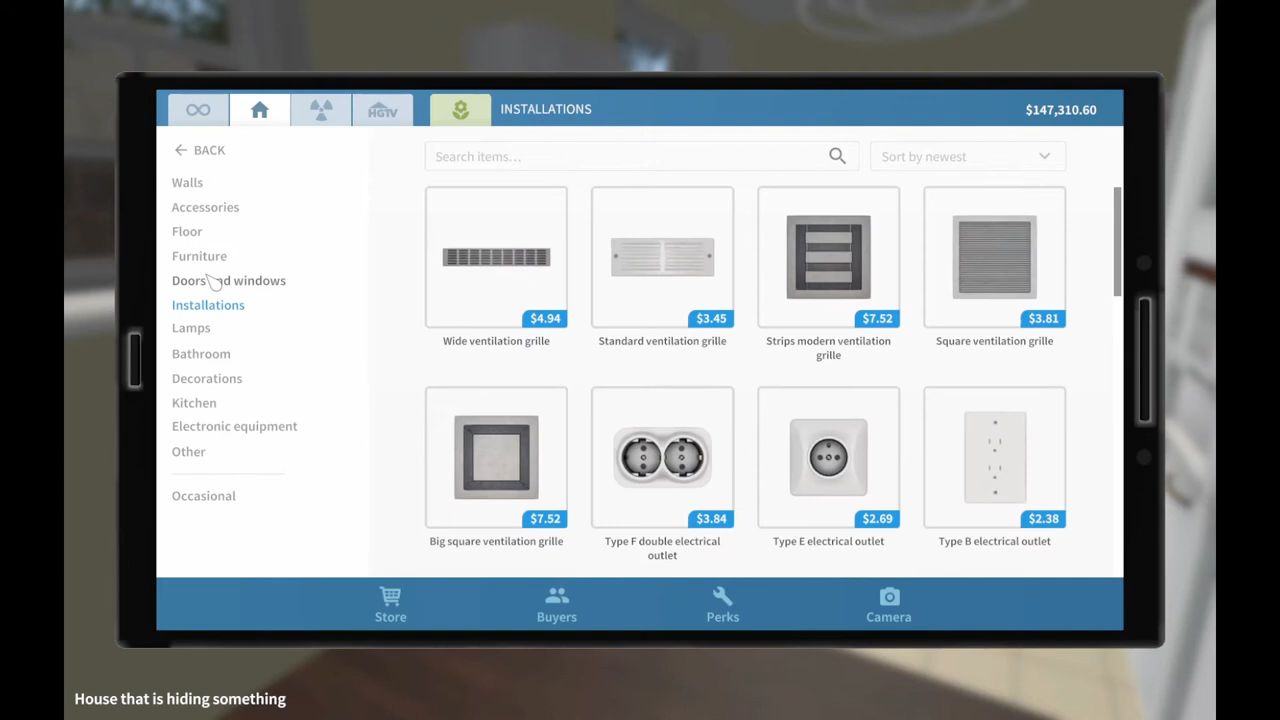 HGTV
INSTALLATIONS
$147,310.60
BACK
Search items...
Sort by newest
Walls
Accessories
Floor
Furniture
Doors and windows
Installations
Lamps
Bathroom
Decorations
Kitchen
Electronic equipment
Other
Occasional
$4.94
$3.45
$7.52
$3.81
Wide ventilation grille
Standard ventilation grille
Strips modern ventilation
grille
Square ventilation grille
$7.52
$3.84
$2.69
$2.38
Big square ventilation grille
Type F double electrical
outlet
Type E electrical outlet
Type B electrical outlet
Store
Buyers
Perks
Camera
House that is hiding something